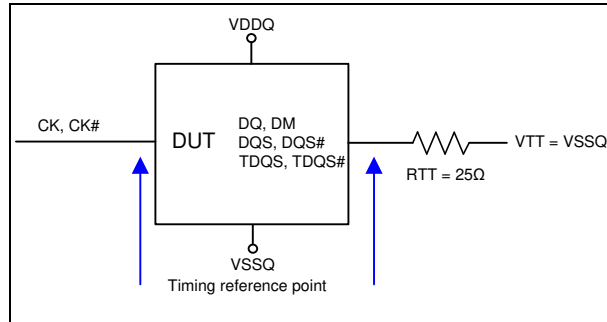 VDDQ
CK, CK#
DUT
DQ, DM
DQS, DQS#
TDQS, TDQS#
VTT = VSSQ
RTT = 25Ω
VSSQ
Timing reference point